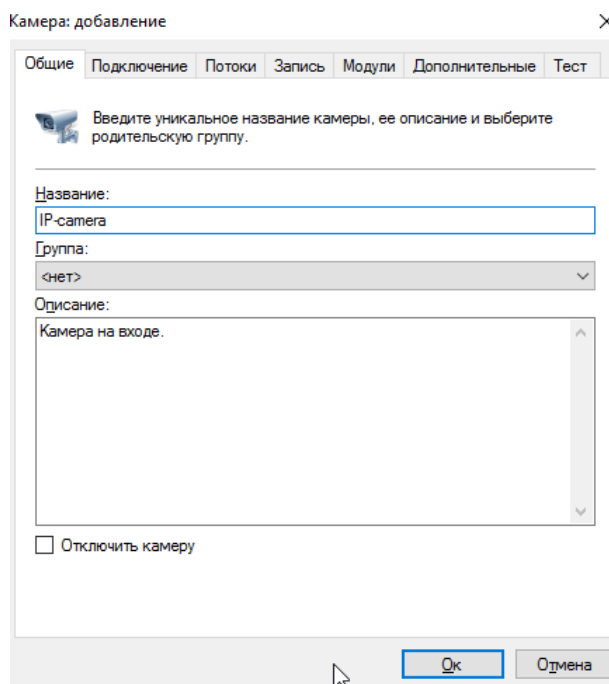 Камера: добавление
Общие Подключение Потоки Запись Модули Дополнительные Тест
Введите уникальное название камеры, ее описание и выберите
родительскую группу.
Название:
IP-camera
Группа:
<нет>
Описание:
Камера на входе.
Отключить камеру
Ок Отмена